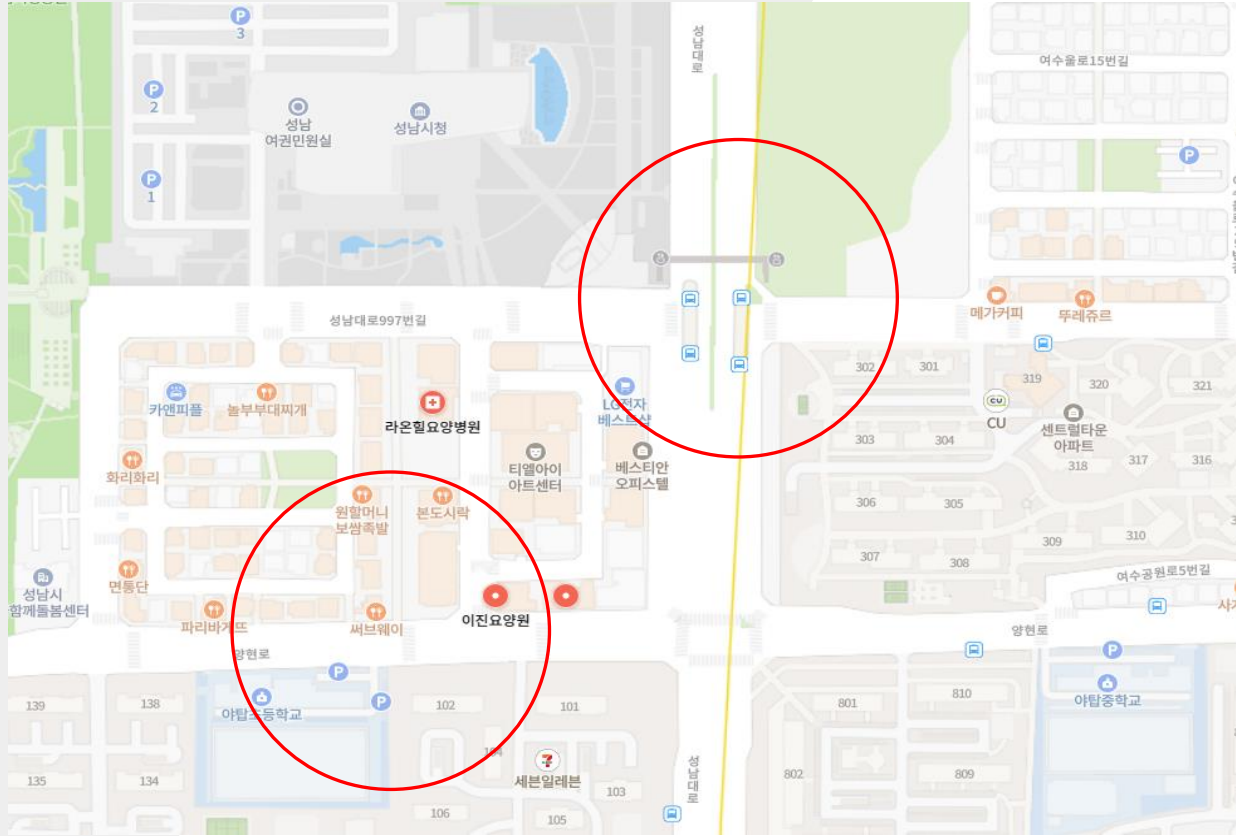 P
3
P
2
P
1
성남
여권민원실
성남시청
성남대로
여수울로15번길
P
성남대로997번길
메가커피
뚜레쥬르
카앤피플
놀부부대찌개
라온힐요양병원
LG전자
베스트샵
302
301
319
320
321
CU
CU
센트럴타운
아파트
303
304
318
317
316
화리화리
원할머니
보쌈족발
본도시락
티엘아이
아트센터
베스티안
오피스텔
306
305
309
310
307
308
성남시
함께돌봄센터
면통단
파리바게뜨
써브웨이
이진요양원
여수공원로5번길
양현로
양현로
P
P
P
139
138
야탑초등학교
102
101
801
810
야탑중학교
135
134
104
7
세븐일레븐
103
성남대로
802
809
106
105